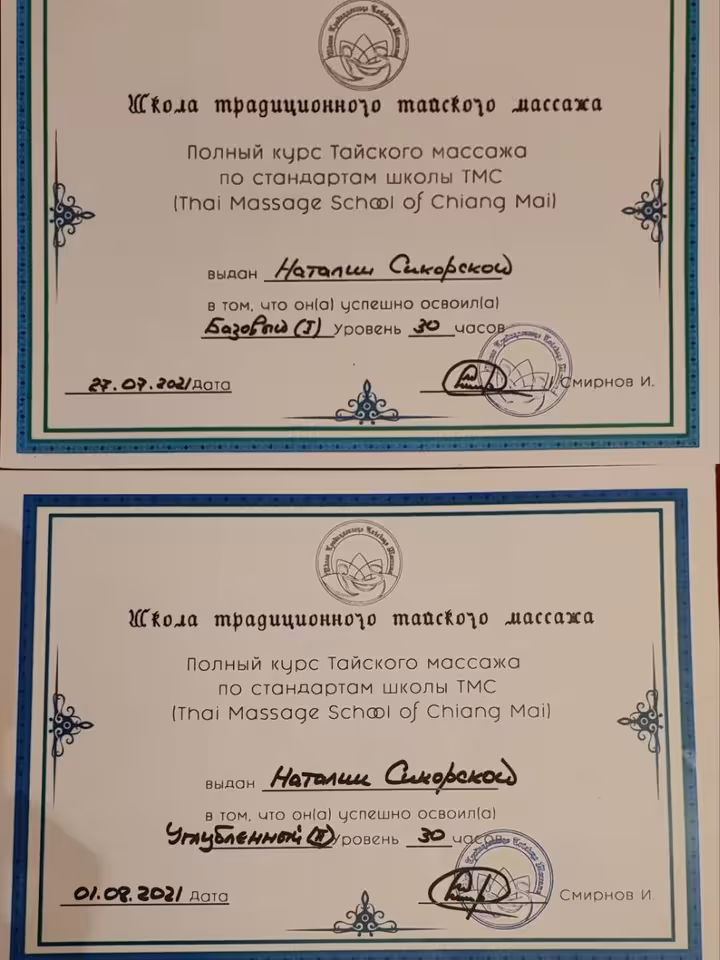 Школа традиционного тайского массажа
Полный курс Тайского массажа
по стандартам школы ТМС
(Thai Massage School of Chiang Mai)
выдан Наталии Сикорской
в том, что он(а) успешно освоил(а)
Базовый (I) Уровень 30 часов
27.07.2021 Дата Смирнов И.
Школа традиционного тайского массажа
Полный курс Тайского массажа
по стандартам школы ТМС
(Thai Massage School of Chiang Mai)
выдан Наталии Сикорской
в том, что он(а) успешно освоил(а)
Углубленный (II) Уровень 30 часов
01.08.2021 Дата Смирнов И.